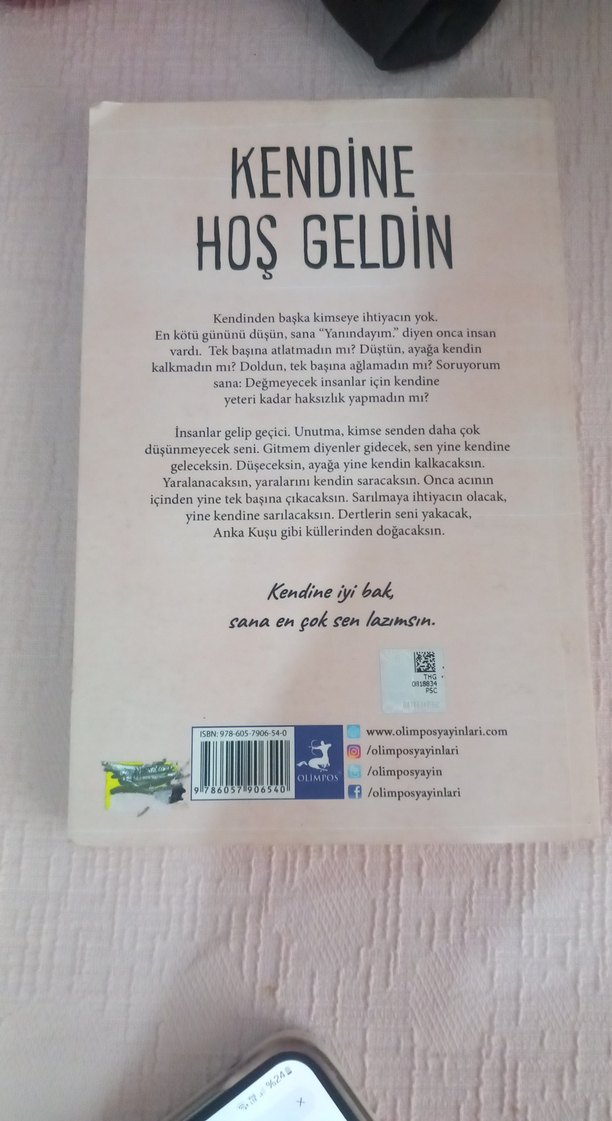 KENDİNE
HOŞ GELDİN
Kendinden başka kimseye ihtiyacın yok.
En kötü gününü düşün, sana “Yanındayım.” diyen onca insan
vardı. Tek başına atlatmadın mı? Düştün, ayağa kendin
kalkmadın mı? Doldun, tek başına ağlamadın mı? Soruyorum
sana: Değmeyecek insanlar için kendine
yeteri kadar haksızlık yapmadın mı?
İnsanlar gelip geçici. Unutma, kimse senden daha çok
düşünmeyecek seni. Gitmem diyenler gidecek, sen yine kendine
geleceksin. Düşeceksin, ayağa yine kendin kalkacaksın.
Yaralanacaksın, yaralarını kendin saracaksın. Onca acının
içinden yine tek başına çıkacaksın. Sarılmaya ihtiyacın olacak,
yine kendine sarılacaksın. Dertlerin seni yakacak,
Anka Kuşu gibi küllerinden doğacaksın.
Kendine iyi bak,
sana en çok sen lazımsın.
THG
0A18834
PSC
ISBN: 978-605-7906-54-0
9 786057 906540
OLİMPOS
www.olimposyayinlari.com
/olimposyayinlari
/olimposyayin
/olimposyayinlari
%24